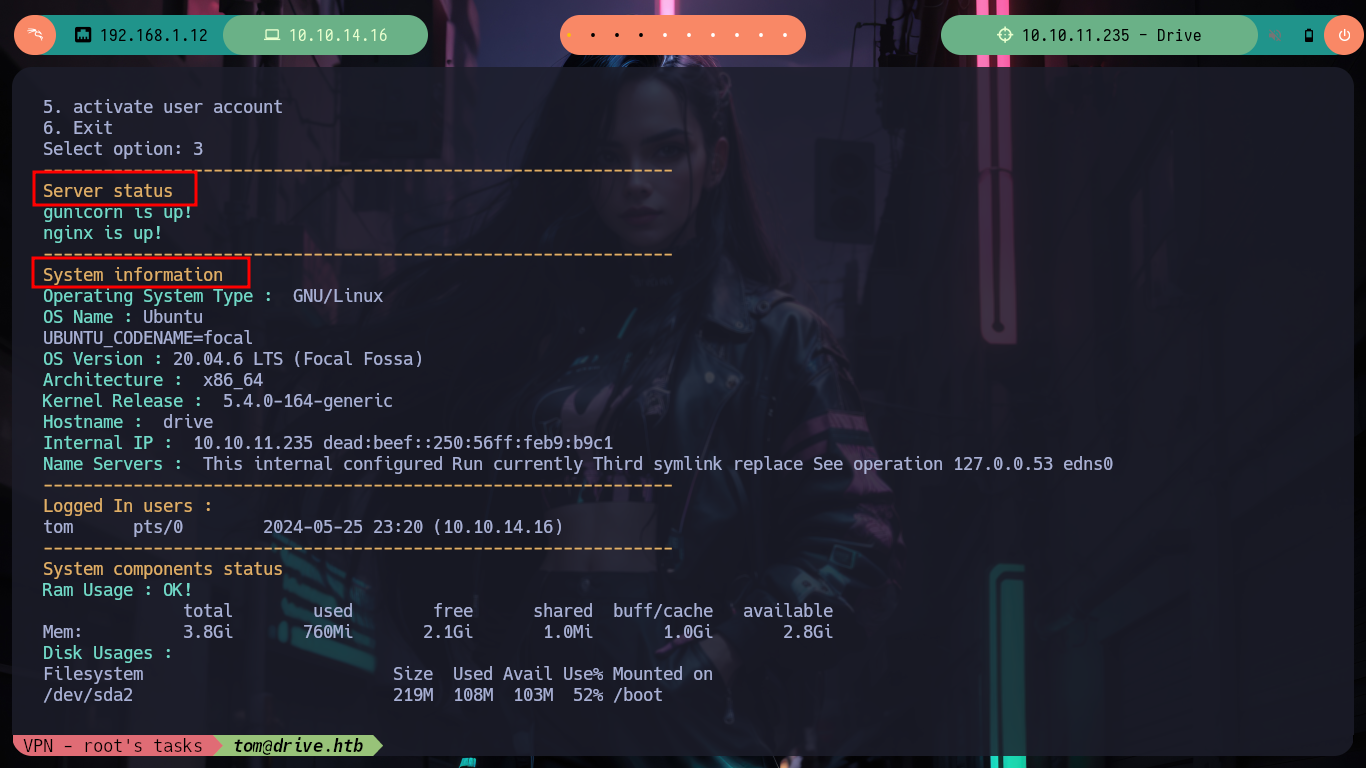 192.168.1.12 10.10.14.16 10.10.11.235 - Drive
5. activate user account
6. Exit
Select option: 3
---------------------------------------------------------------
Server status
gunicorn is up!
nginx is up!
---------------------------------------------------------------
System information
Operating System Type :  GNU/Linux
OS Name : Ubuntu
UBUNTU_CODENAME=focal
OS Version : 20.04.6 LTS (Focal Fossa)
Architecture :  x86_64
Kernel Release :  5.4.0-164-generic
Hostname :  drive
Internal IP :  10.10.11.235 dead:beef::250:56ff:feb9:b9c1
Name Servers :  This internal configured Run currently Third symlink replace See operation 127.0.0.53 edns0
---------------------------------------------------------------
Logged In users :
tom      pts/0        2024-05-25 23:20 (10.10.14.16)
---------------------------------------------------------------
System components status
Ram Usage : OK!
              total        used        free      shared  buff/cache   available
Mem:          3.8Gi       760Mi       2.1Gi       1.0Mi       1.0Gi       2.8Gi
Disk Usages :
Filesystem                         Size  Used Avail Use% Mounted on
/dev/sda2                          219M  108M  103M  52% /boot
VPN - root's tasks tom@drive.htb